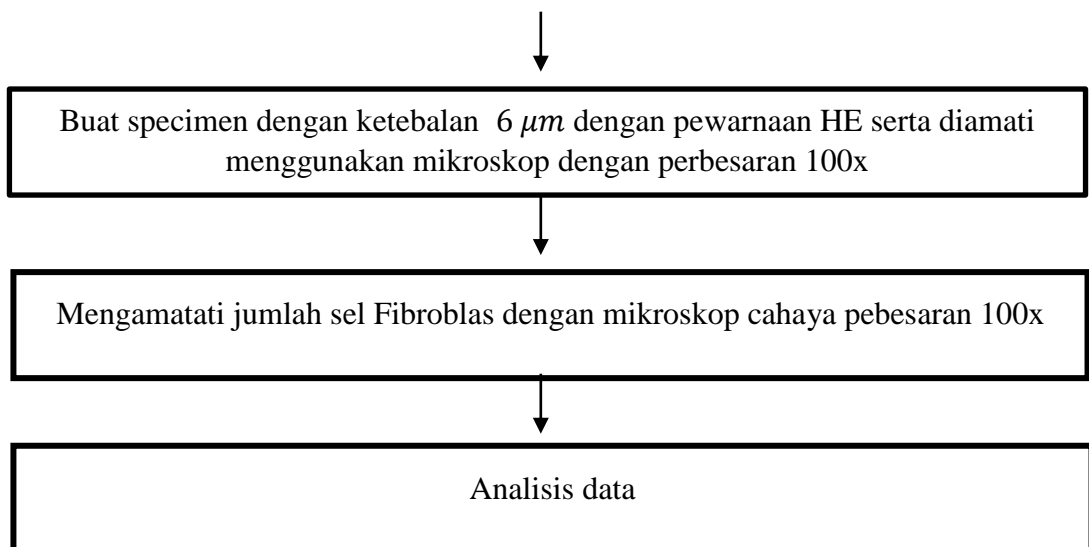 Buat specimen dengan ketebalan 6 µm dengan pewarnaan HE serta diamati
menggunakan mikroskop dengan perbesaran 100x
Mengamatati jumlah sel Fibroblas dengan mikroskop cahaya pebesaran 100x
Analisis data